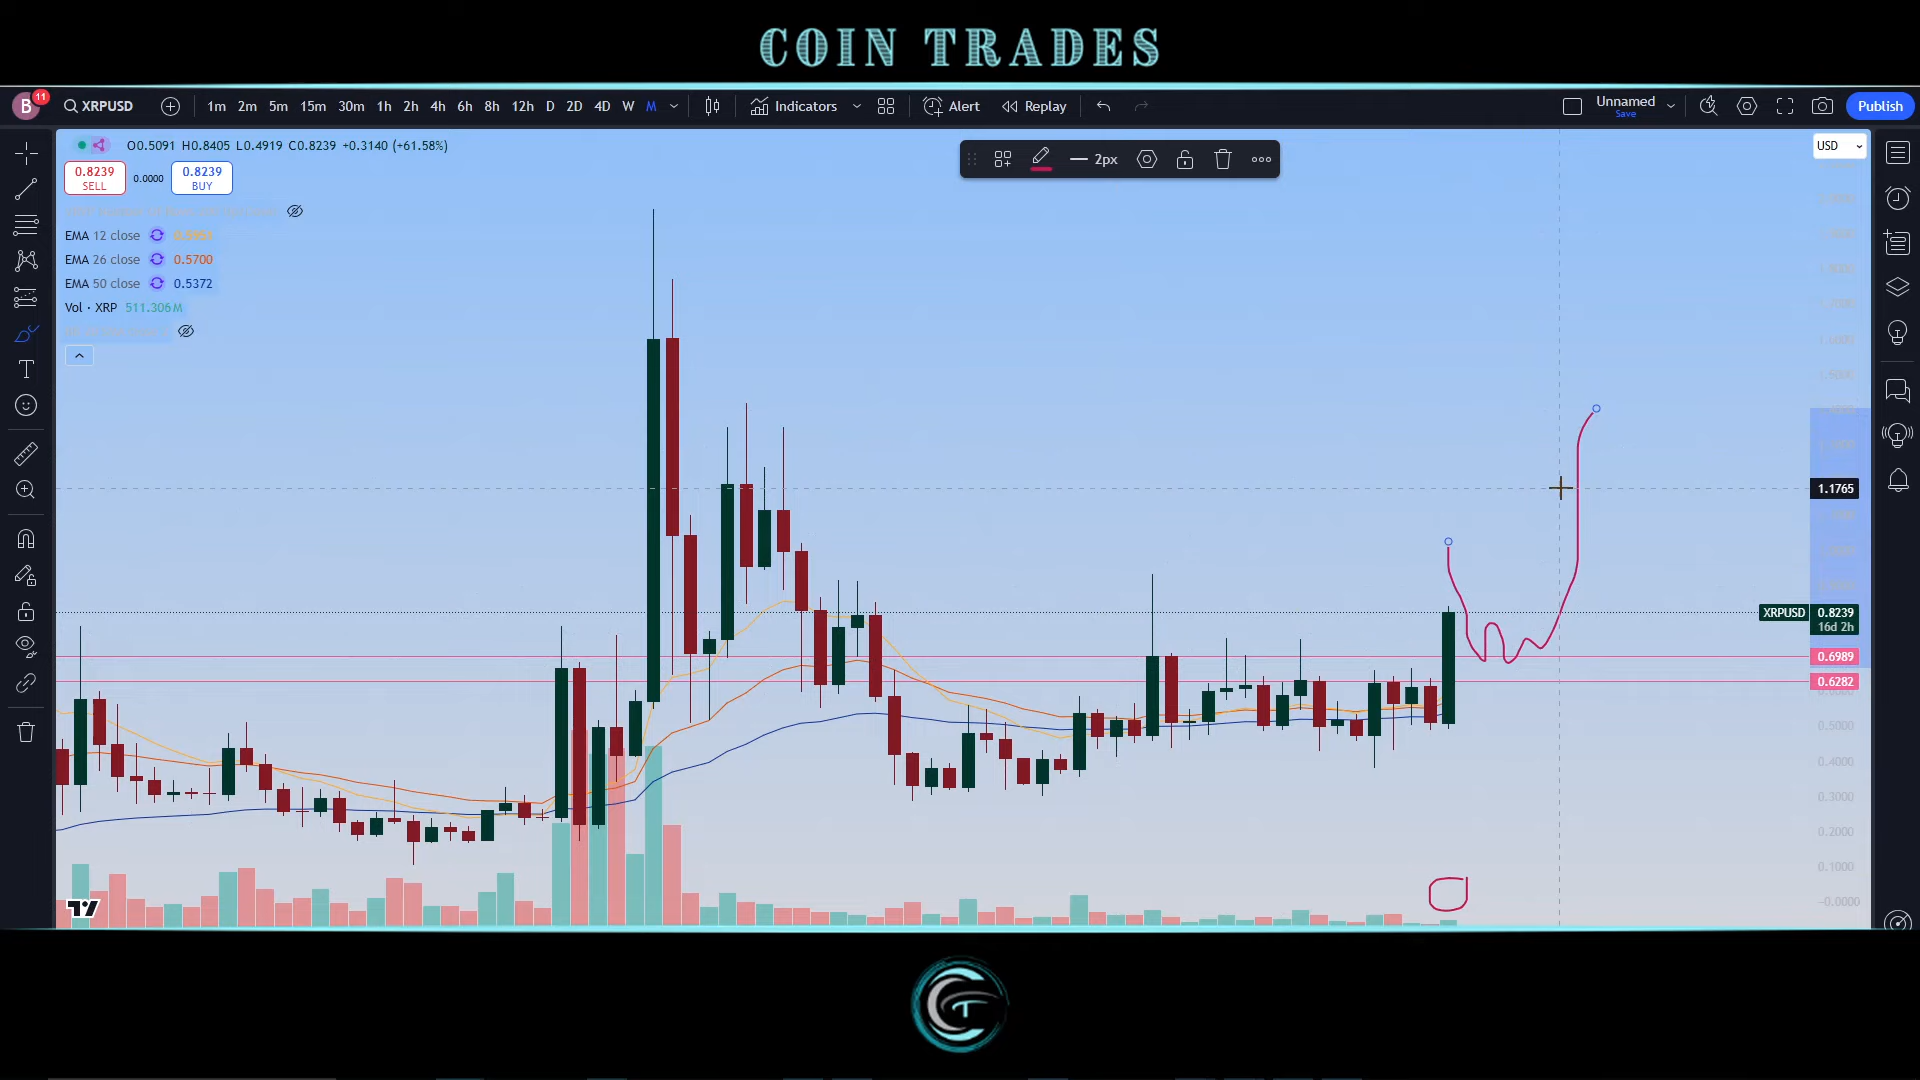 COIN TRADES
B 11 XRPUSD 1m 2m 5m 15m 30m 1h 2h 4h 6h 8h 12h D 2D 4D W M Indicators Alert Replay Unnamed Save Publish
O0.5091 H0.8405 L0.4919 C0.8239 +0.3140 (+61.58%)
USD
2px
0.8239 SELL 0.0000 0.8239 BUY
EMA 12 close
EMA 26 close 0.5700
EMA 50 close 0.5372
Vol · XRP 511.306M
T
1.1765
XRPUSD 0.8239
16d 2h
0.6989
0.6282
0.5000
0.4000
0.3000
0.2000
0.1000
-0.0000